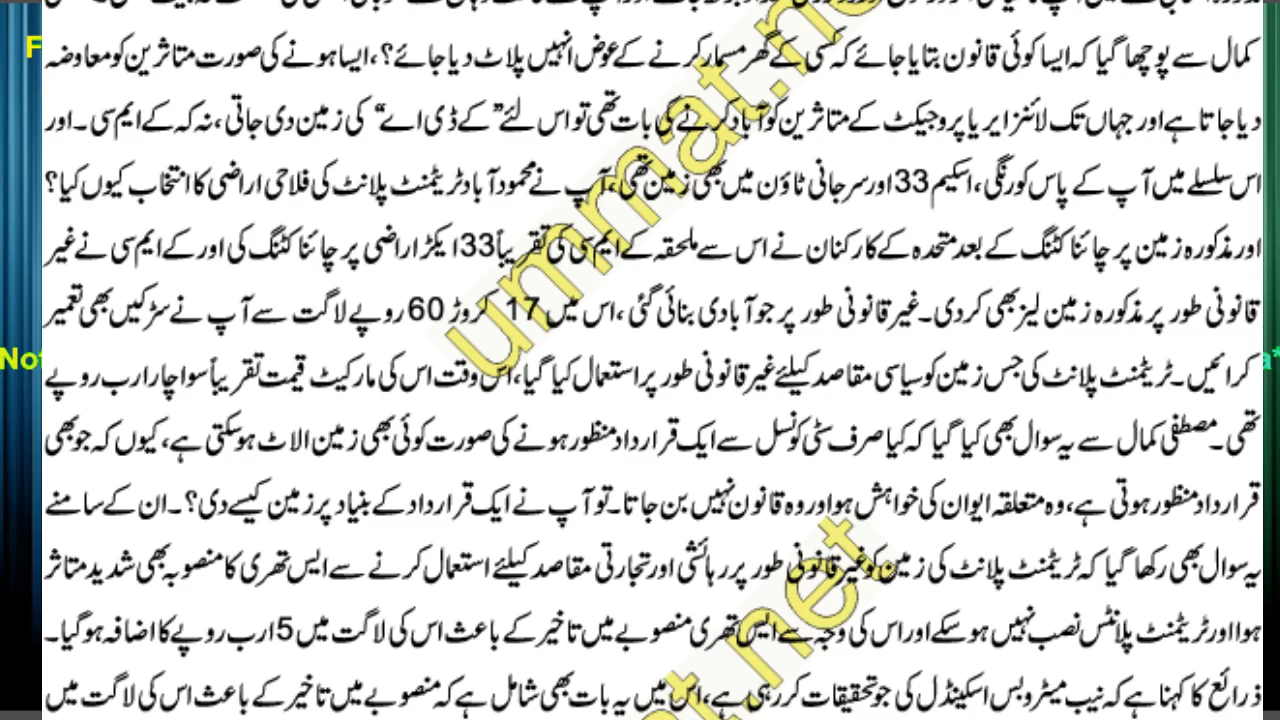 کمال سے پوچھا گیا کہ ایسا کوئی قانون بتایا جائے کہ کسی کے گھر مسمار کرنے کے عوض انہیں پلاٹ دیا جائے؟، ایسا ہونے کی صورت متاثرین کو معاوضہ
دیا جاتا ہے اور جہاں تک لائنز ایریا پروجیکٹ کے متاثرین کو آباد کرنے کی بات تھی تو اس لئے ”کے ڈی اے“ کی زمین دی جاتی، نہ کہ کے ایم سی۔ اور
اس سلسلے میں آپ کے پاس کورنگی، اسکیم 33 اور سرجانی ٹاؤن میں بھی زمین تھی، آپ نے محمود آباد ٹریٹمنٹ پلانٹ کی فلاحی اراضی کا انتخاب کیوں کیا؟
اور مذکورہ زمین پر چائنا کٹنگ کے بعد متحدہ کے کارکنان نے اس سے ملحقہ کے ایم سی کی تقریباً 33 ایکڑ اراضی پر چائنا کٹنگ کی اور کے ایم سی نے غیر
قانونی طور پر مذکورہ زمین لیز بھی کردی۔ غیر قانونی طور پر جو آبادی بنائی گئی، اس میں 17 کروڑ 60 روپے لاگت سے آپ نے سڑکیں بھی تعمیر
کرائیں۔ ٹریٹمنٹ پلانٹ کی جس زمین کو سیاسی مقاصد کیلئے غیر قانونی طور پر استعمال کیا گیا، اس وقت اس کی مارکیٹ قیمت تقریباً سوا چار ارب روپے
تھی۔ مصطفی کمال سے یہ سوال بھی کیا گیا کہ کیا صرف سٹی کونسل سے ایک قرارداد منظور ہونے کی صورت کوئی بھی زمین الاٹ ہوسکتی ہے، کیوں کہ جو بھی
قرارداد منظور ہوتی ہے، وہ متعلقہ ایوان کی خواہش ہو اور وہ قانون نہیں بن جاتا۔ تو آپ نے ایک قرارداد کے بنیاد پر زمین کیسے دی؟۔ ان کے سامنے
یہ سوال بھی رکھا گیا کہ ٹریٹمنٹ پلانٹ کی زمین کو غیر قانونی طور پر رہائشی اور تجارتی مقاصد کیلئے استعمال کرنے سے ایس تھری کا منصوبہ بھی شدید متاثر
ہوا اور ٹریٹمنٹ پلانٹس نصب نہیں ہوسکے اور اس کی وجہ سے ایس تھری منصوبے میں تاخیر کے باعث اس کی لاگت میں 5 ارب روپے کا اضافہ ہوگیا۔
ذرائع کا کہنا ہے کہ نیب میٹرو بس اسکینڈل کی جو تحقیقات کر رہی ہے، اس میں یہ بات بھی شامل ہے کہ منصوبے میں تاخیر کے باعث اس کی لاگت میں
ummat.ne
at.net